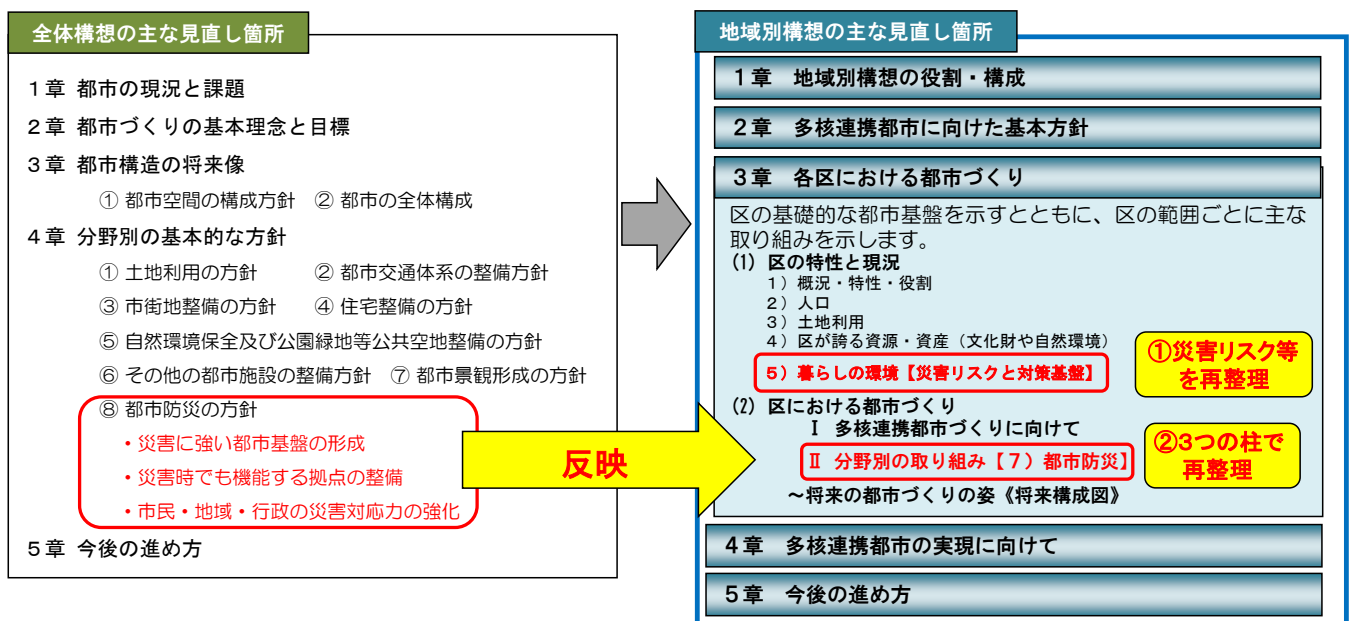 全体構想の主な見直し箇所
1章 都市の現況と課題
2章 都市づくりの基本理念と目標
3章 都市構造の将来像
① 都市空間の構成方針 ② 都市の全体構成
4章 分野別の基本的な方針
① 土地利用の方針 ② 都市交通体系の整備方針
③ 市街地整備の方針 ④ 住宅整備の方針
⑤ 自然環境保全及び公園緑地等公共空地整備の方針
⑥ その他の都市施設の整備方針 ⑦ 都市景観形成の方針
⑧ 都市防災の方針
・災害に強い都市基盤の形成
・災害時でも機能する拠点の整備
・市民・地域・行政の災害対応力の強化
5章 今後の進め方
反映
地域別構想の主な見直し箇所
1章 地域別構想の役割・構成
2章 多核連携都市に向けた基本方針
3章 各区における都市づくり
区の基礎的な都市基盤を示すとともに、区の範囲ごとに主な
取り組みを示します。
(1) 区の特性と現況
1)概況・特性・役割
2)人口
3)土地利用
4)区が誇る資源・資産(文化財や自然環境)
5)暮らしの環境【災害リスクと対策基盤】
①災害リスク等
を再整理
(2) 区における都市づくり
Ⅰ 多核連携都市づくりに向けて
Ⅱ 分野別の取り組み【7)都市防災】
②3つの柱で
再整理
～将来の都市づくりの姿《将来構成図》
4章 多核連携都市の実現に向けて
5章 今後の進め方